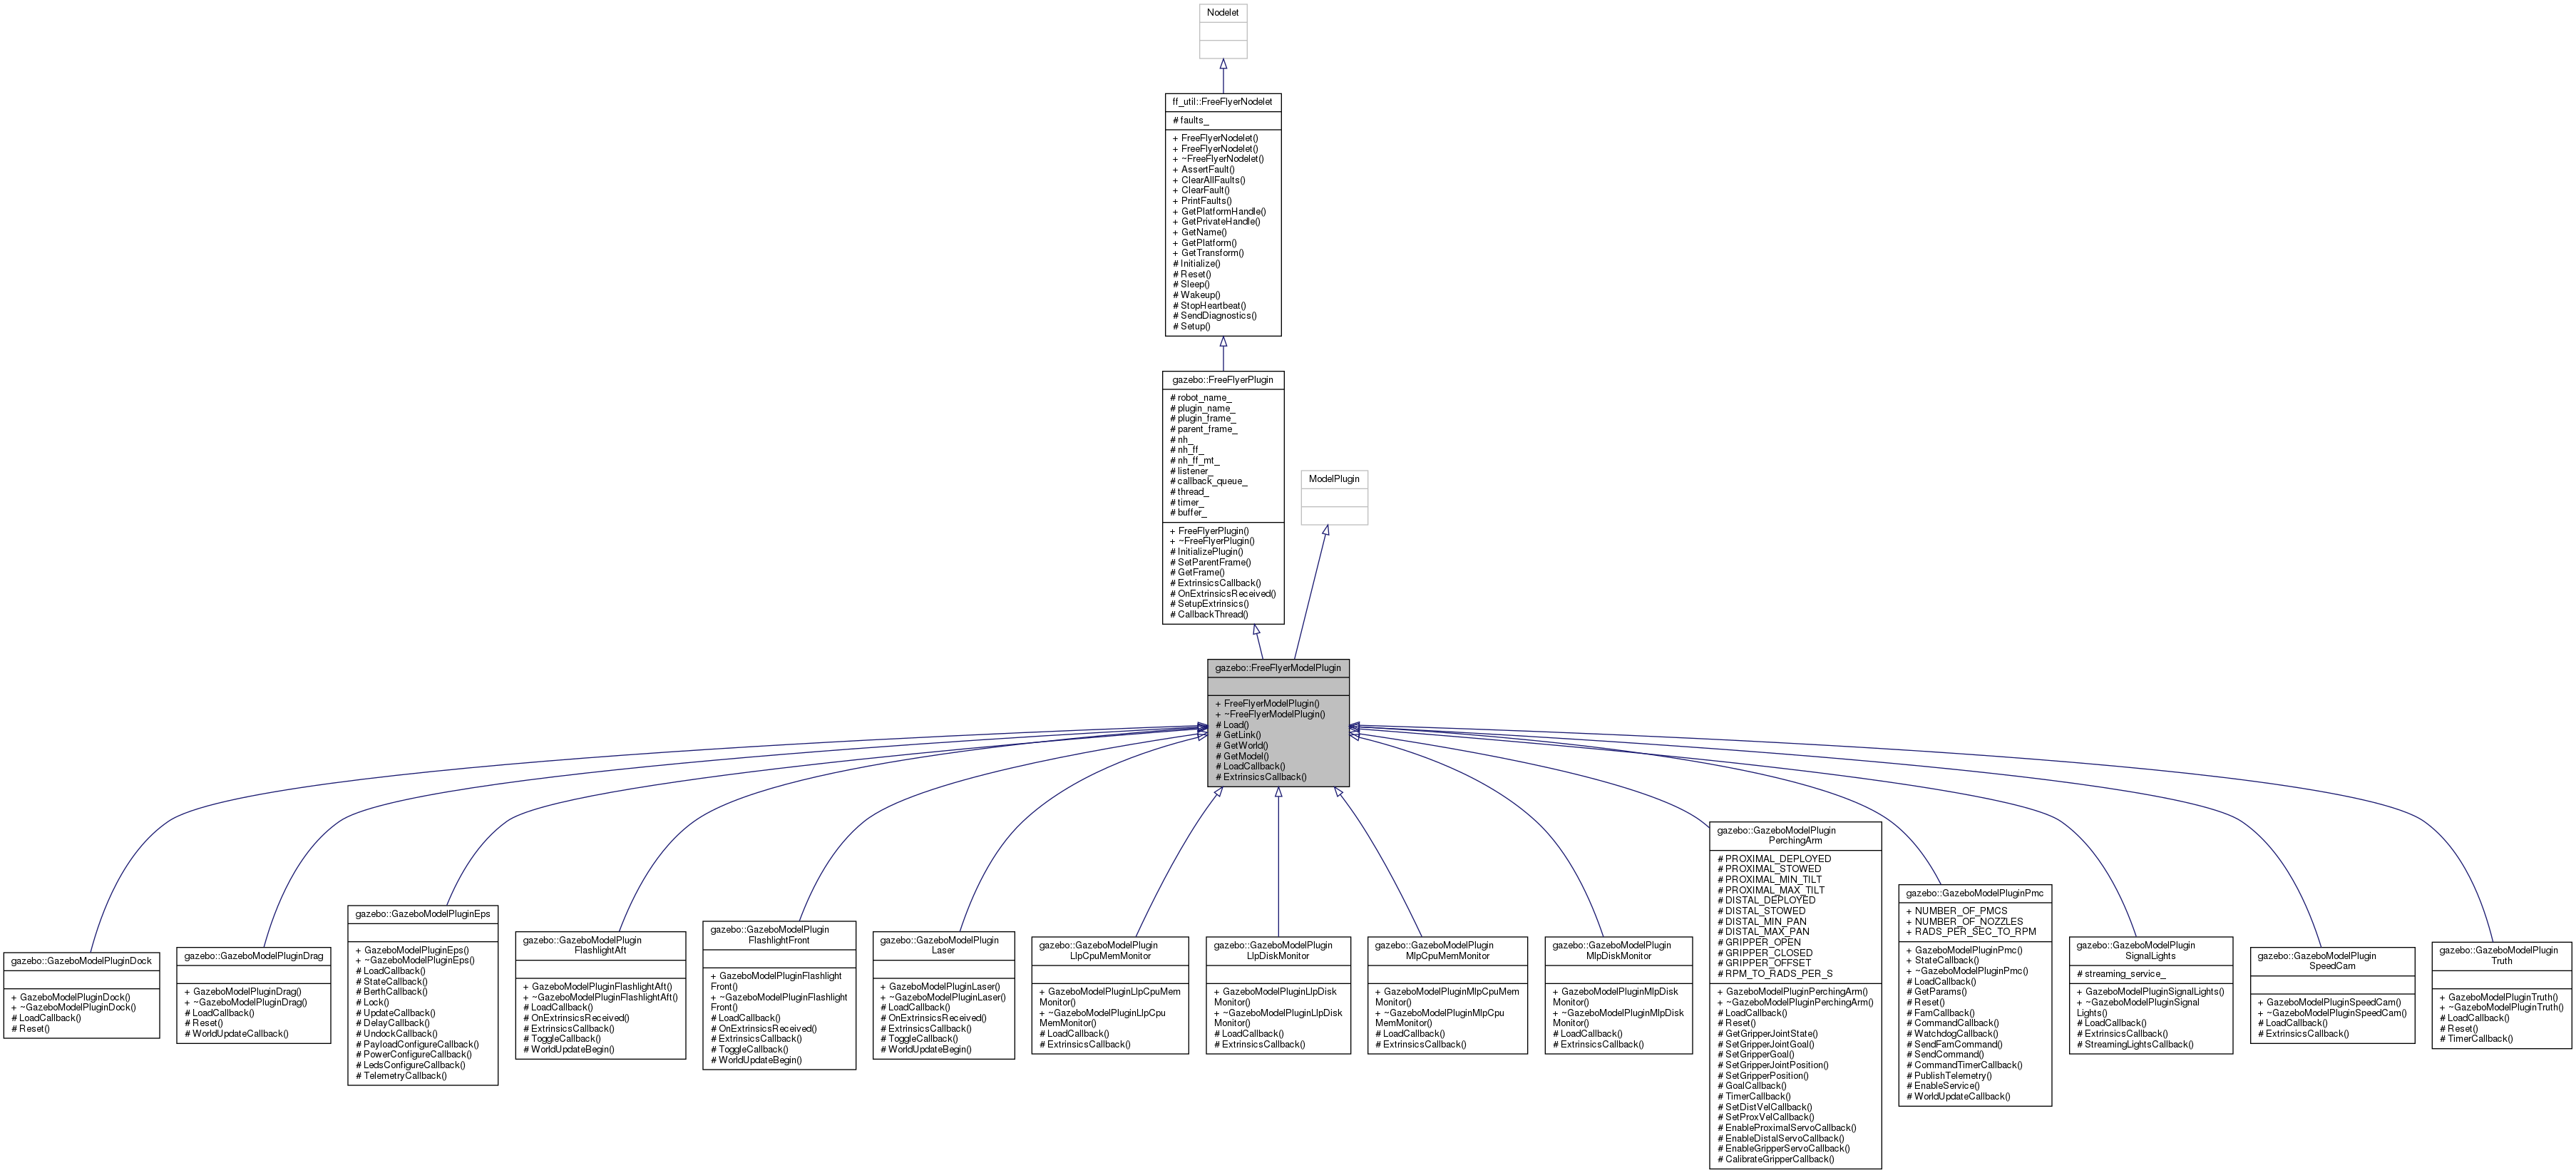 Nodelet
ff_util::FreeFlyerNodelet
# faults_
+ FreeFlyerNodelet()
+ FreeFlyerNodelet()
+ ~FreeFlyerNodelet()
+ AssertFault()
+ ClearAllFaults()
+ ClearFault()
+ PrintFaults()
+ GetPlatformHandle()
+ GetPrivateHandle()
+ GetName()
+ GetPlatform()
+ GetTransform()
# Initialize()
# Reset()
# Sleep()
# Wakeup()
# StopHeartbeat()
# SendDiagnostics()
# Setup()
gazebo::FreeFlyerPlugin
# robot_name_
# plugin_name_
# plugin_frame_
# parent_frame_
# nh_
# nh_ff_
# nh_ff_mt_
# listener_
# callback_queue_
# thread_
# timer_
# buffer_
+ FreeFlyerPlugin()
+ ~FreeFlyerPlugin()
# InitializePlugin()
# SetParentFrame()
# GetFrame()
# ExtrinsicsCallback()
# OnExtrinsicsReceived()
# SetupExtrinsics()
# CallbackThread()
ModelPlugin
gazebo::FreeFlyerModelPlugin
+ FreeFlyerModelPlugin()
+ ~FreeFlyerModelPlugin()
# Load()
# GetLink()
# GetWorld()
# GetModel()
# LoadCallback()
# ExtrinsicsCallback()
gazebo::GazeboModelPluginDock
+ GazeboModelPluginDock()
+ ~GazeboModelPluginDock()
# LoadCallback()
# Reset()
gazebo::GazeboModelPluginDrag
+ GazeboModelPluginDrag()
+ ~GazeboModelPluginDrag()
# LoadCallback()
# Reset()
# WorldUpdateCallback()
gazebo::GazeboModelPluginEps
+ GazeboModelPluginEps()
+ ~GazeboModelPluginEps()
# LoadCallback()
# StateCallback()
# BerthCallback()
# Lock()
# UpdateCallback()
# DelayCallback()
# UndockCallback()
# PayloadConfigureCallback()
# PowerConfigureCallback()
# LedsConfigureCallback()
# TelemetryCallback()
gazebo::GazeboModelPlugin
FlashlightAft
+ GazeboModelPluginFlashlightAft()
+ ~GazeboModelPluginFlashlightAft()
# LoadCallback()
# OnExtrinsicsReceived()
# ExtrinsicsCallback()
# ToggleCallback()
# WorldUpdateBegin()
gazebo::GazeboModelPlugin
FlashlightFront
+ GazeboModelPluginFlashlight
Front()
+ ~GazeboModelPluginFlashlight
Front()
# LoadCallback()
# OnExtrinsicsReceived()
# ExtrinsicsCallback()
# ToggleCallback()
# WorldUpdateBegin()
gazebo::GazeboModelPlugin
Laser
+ GazeboModelPluginLaser()
+ ~GazeboModelPluginLaser()
# LoadCallback()
# OnExtrinsicsReceived()
# ExtrinsicsCallback()
# ToggleCallback()
# WorldUpdateBegin()
gazebo::GazeboModelPlugin
LlpCpuMemMonitor
+ GazeboModelPluginLlpCpuMem
Monitor()
+ ~GazeboModelPluginLlpCpu
MemMonitor()
# LoadCallback()
# ExtrinsicsCallback()
gazebo::GazeboModelPlugin
LlpDiskMonitor
+ GazeboModelPluginLlpDisk
Monitor()
+ ~GazeboModelPluginLlpDisk
Monitor()
# LoadCallback()
# ExtrinsicsCallback()
gazebo::GazeboModelPlugin
MlpCpuMemMonitor
+ GazeboModelPluginMlpCpuMem
Monitor()
+ ~GazeboModelPluginMlpCpu
MemMonitor()
# LoadCallback()
# ExtrinsicsCallback()
gazebo::GazeboModelPlugin
MlpDiskMonitor
+ GazeboModelPluginMlpDisk
Monitor()
+ ~GazeboModelPluginMlpDisk
Monitor()
# LoadCallback()
# ExtrinsicsCallback()
gazebo::GazeboModelPlugin
PerchingArm
# PROXIMAL_DEPLOYED
# PROXIMAL_STOWED
# PROXIMAL_MIN_TILT
# PROXIMAL_MAX_TILT
# DISTAL_DEPLOYED
# DISTAL_STOWED
# DISTAL_MIN_PAN
# DISTAL_MAX_PAN
# GRIPPER_OPEN
# GRIPPER_CLOSED
# GRIPPER_OFFSET
# RPM_TO_RADS_PER_S
+ GazeboModelPluginPerchingArm()
+ ~GazeboModelPluginPerchingArm()
# LoadCallback()
# Reset()
# GetGripperJointState()
# SetGripperJointGoal()
# SetGripperGoal()
# SetGripperJointPosition()
# SetGripperPosition()
# GoalCallback()
# TimerCallback()
# SetDistVelCallback()
# SetProxVelCallback()
# EnableProximalServoCallback()
# EnableDistalServoCallback()
# EnableGripperServoCallback()
# CalibrateGripperCallback()
gazebo::GazeboModelPluginPmc
+ NUMBER_OF_PMCS
+ NUMBER_OF_NOZZLES
+ RADS_PER_SEC_TO_RPM
+ GazeboModelPluginPmc()
+ StateCallback()
+ ~GazeboModelPluginPmc()
# LoadCallback()
# GetParams()
# Reset()
# FamCallback()
# CommandCallback()
# WatchdogCallback()
# SendFamCommand()
# SendCommand()
# CommandTimerCallback()
# PublishTelemetry()
# EnableService()
# WorldUpdateCallback()
gazebo::GazeboModelPlugin
SignalLights
# streaming_service_
+ GazeboModelPluginSignalLights()
+ ~GazeboModelPluginSignal
Lights()
# LoadCallback()
# ExtrinsicsCallback()
# StreamingLightsCallback()
gazebo::GazeboModelPlugin
SpeedCam
+ GazeboModelPluginSpeedCam()
+ ~GazeboModelPluginSpeedCam()
# LoadCallback()
# ExtrinsicsCallback()
gazebo::GazeboModelPlugin
Truth
+ GazeboModelPluginTruth()
+ ~GazeboModelPluginTruth()
# LoadCallback()
# Reset()
# TimerCallback()